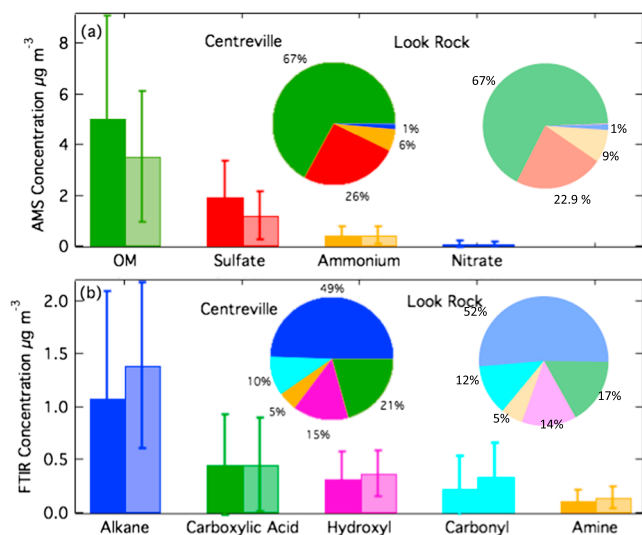 (a)
Centreville
Look Rock
67%
1%
6%
26%
67%
1%
9%
22.9 %
AMS Concentration µg m-3
8
6
4
2
0
OM
Sulfate
Ammonium
Nitrate
(b)
Centreville
Look Rock
49%
10%
5%
15%
21%
52%
12%
5%
14%
17%
FTIR Concentration µg m-3
2.0
1.5
1.0
0.5
0.0
Alkane
Carboxylic Acid
Hydroxyl
Carbonyl
Amine